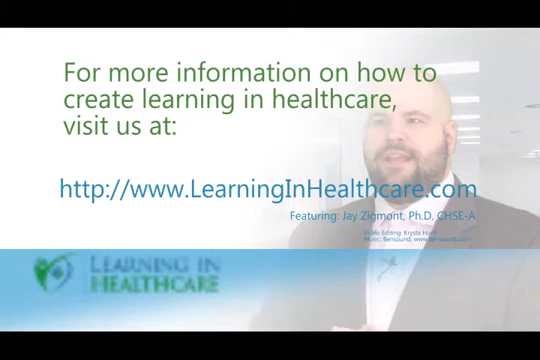 For more information on how to
create learning in healthcare,
visit us at:
http://www.LearningInHealthcare.com
Featuring: Jay Zigmont, Ph.D. CHSE-A
Video Editing: Krysta
Music: Bensound, www.bensound.com
LEARNING IN
HEALTHCARE